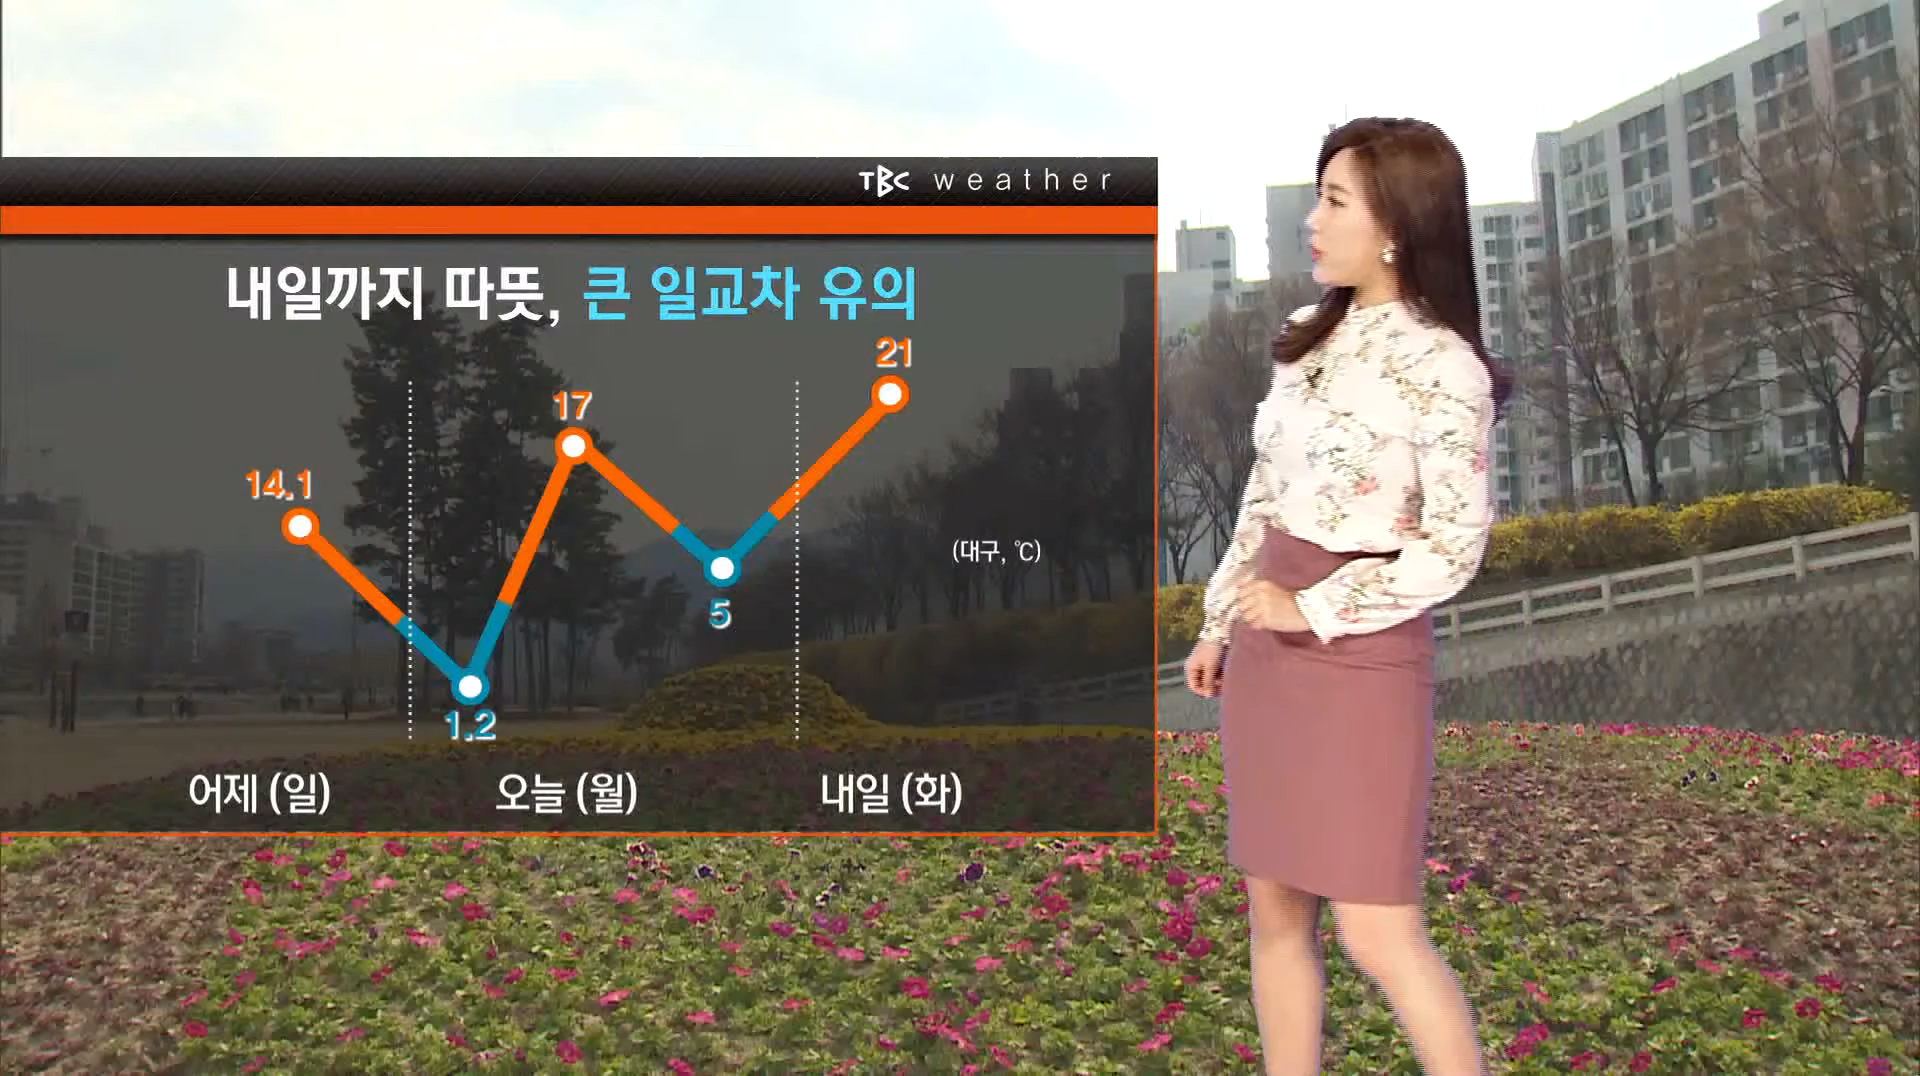 TBC weather
내일까지 따뜻, 큰 일교차 유의
21
17
14.1
(대구, ℃)
5
1.2
어제 (일) 오늘 (월) 내일 (화)